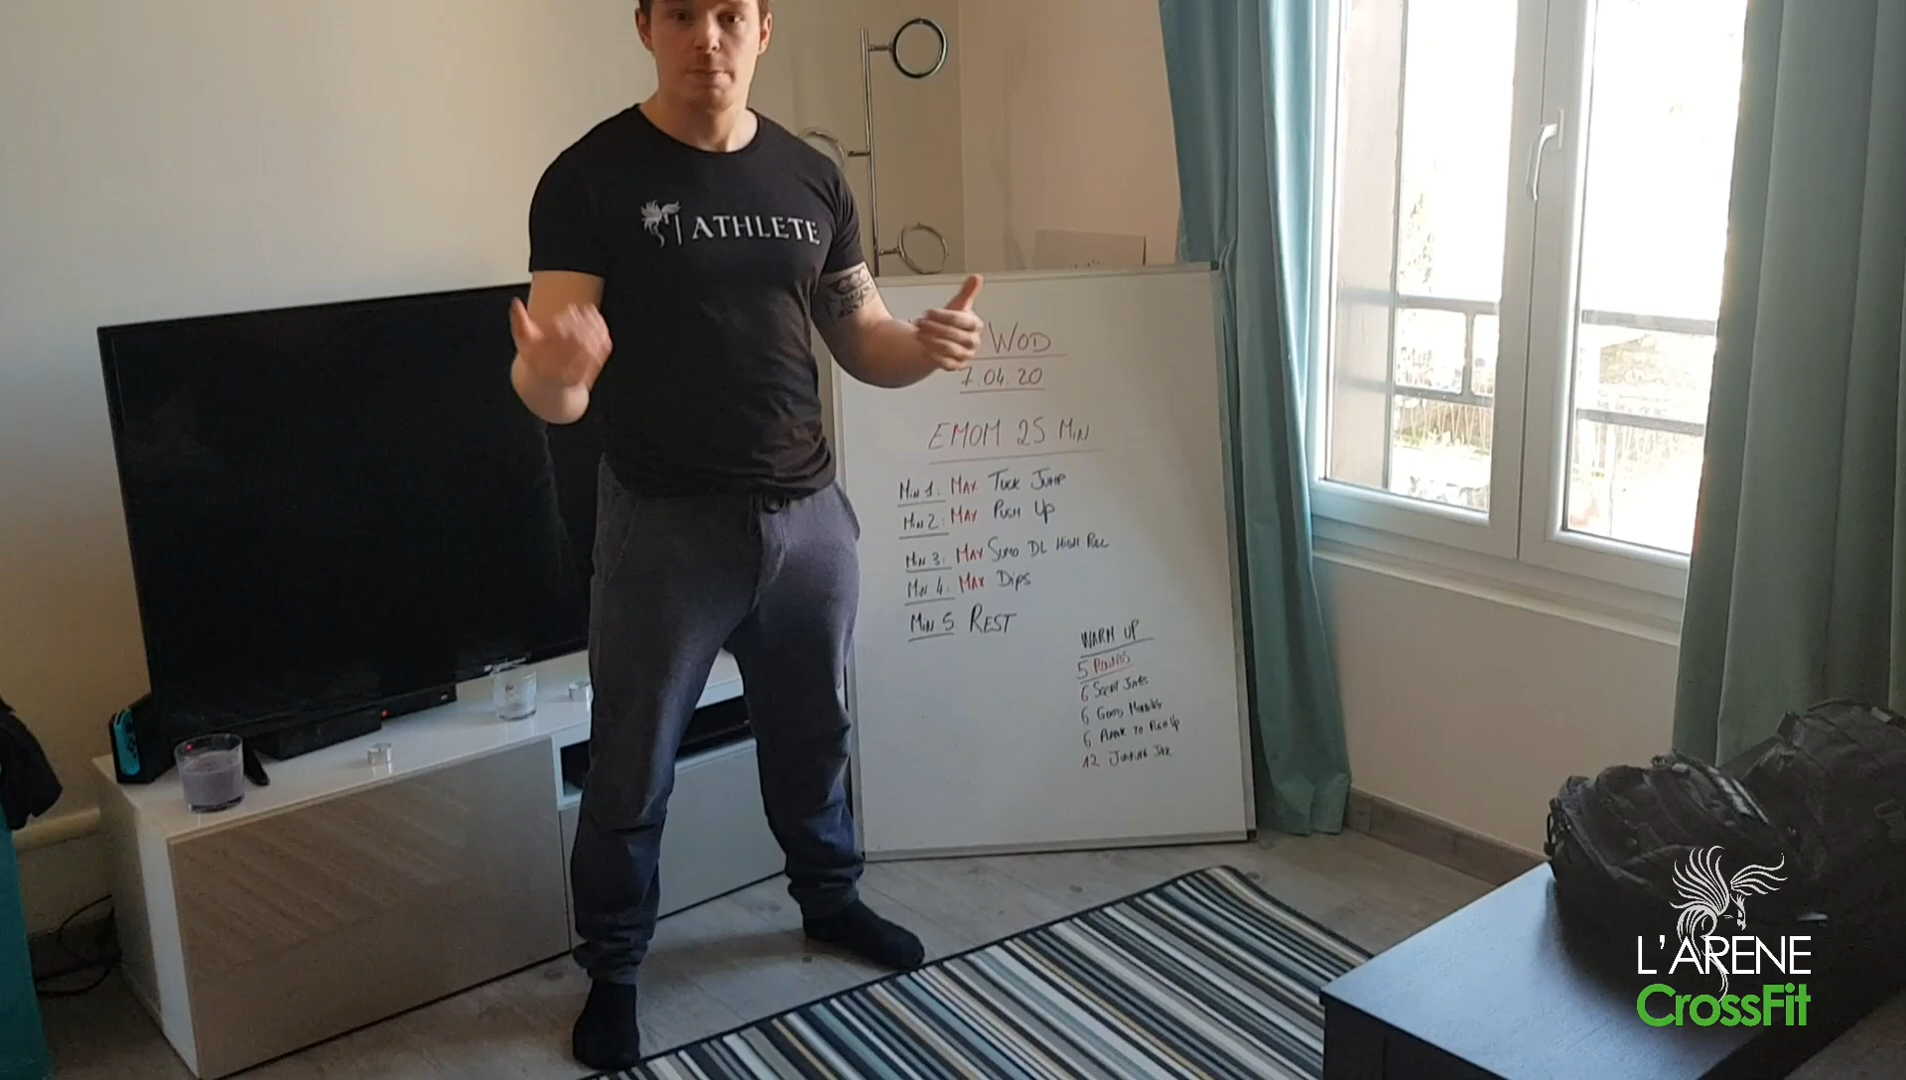 ATHLETE
WOD
7.04.20
EMOM 25 MIN
MIN 1: MAX TUCK JUMP
MIN 2: MAX PUSH UP
MIN 3: MAX SUMO DL HIGH PULL
MIN 4: MAX DIPS
MIN 5 REST
WARM UP
5 ROUNDS
6 SQUAT JUMPS
6 GOOD MORNINGS
6 PLANK TO PUSH UP
12 JUMPING JACK
L'ARENE
CrossFit